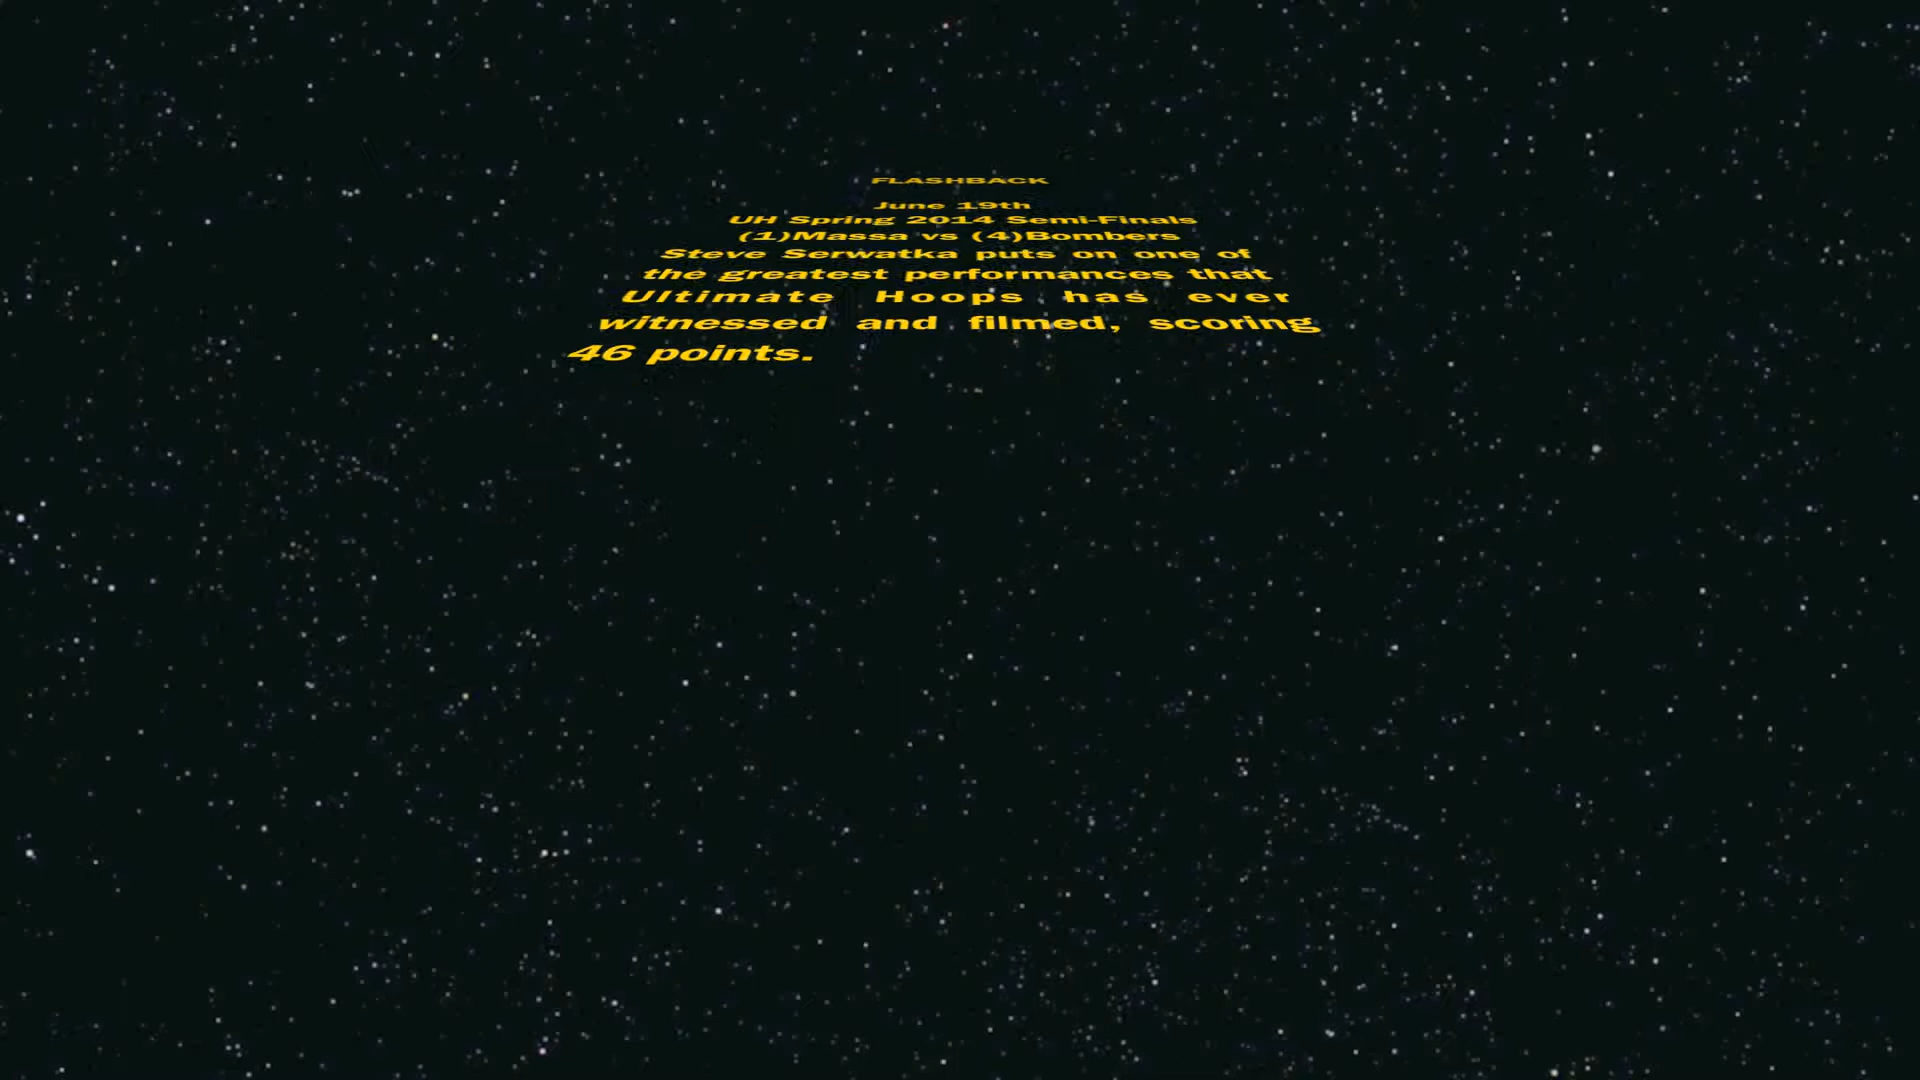 FLASHBACK
June 19th
UH Spring 2014 Semi-Finals
(1)Massa vs (4)Bombers
Steve Serwatka puts on one of
the greatest performances that
Ultimate Hoops has ever
witnessed and filmed, scoring
46 points.